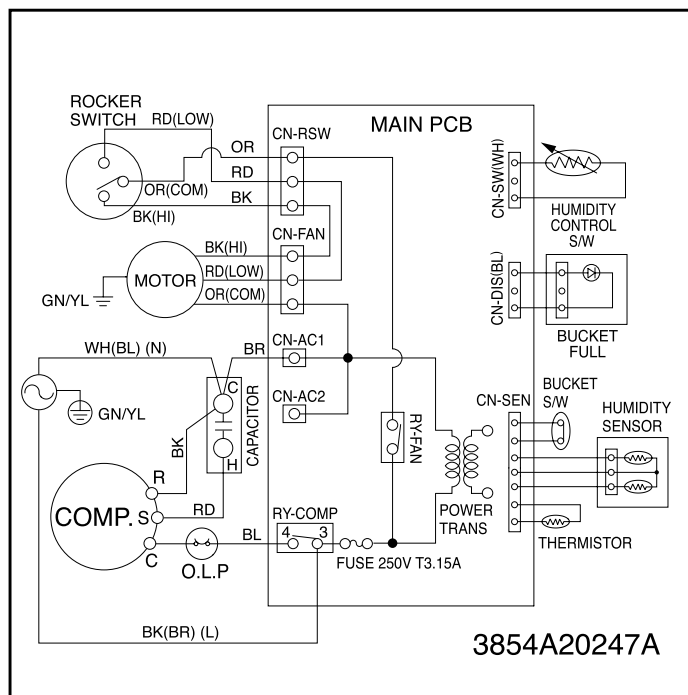 ROCKER
SWITCH
RD(LOW)
CN-RSW
MAIN PCB
OR
RD
OR(COM)
BK
BK(HI)
CN-SW(WH)
HUMIDITY
CONTROL
S/W
CN-FAN
BK(HI)
MOTOR
RD(LOW)
OR(COM)
GN/YL
CN-DIS(BL)
BUCKET
FULL
WH(BL) (N)
BR
CN-AC1
C
CN-AC2
GN/YL
CAPACITOR
H
BK
RY-FAN
CN-SEN
BUCKET
S/W
HUMIDITY
SENSOR
R
COMP.
S
RD
C
RY-COMP
4 3
BL
O.L.P
POWER
TRANS
THERMISTOR
FUSE 250V T3.15A
BK(BR) (L)
3854A20247A